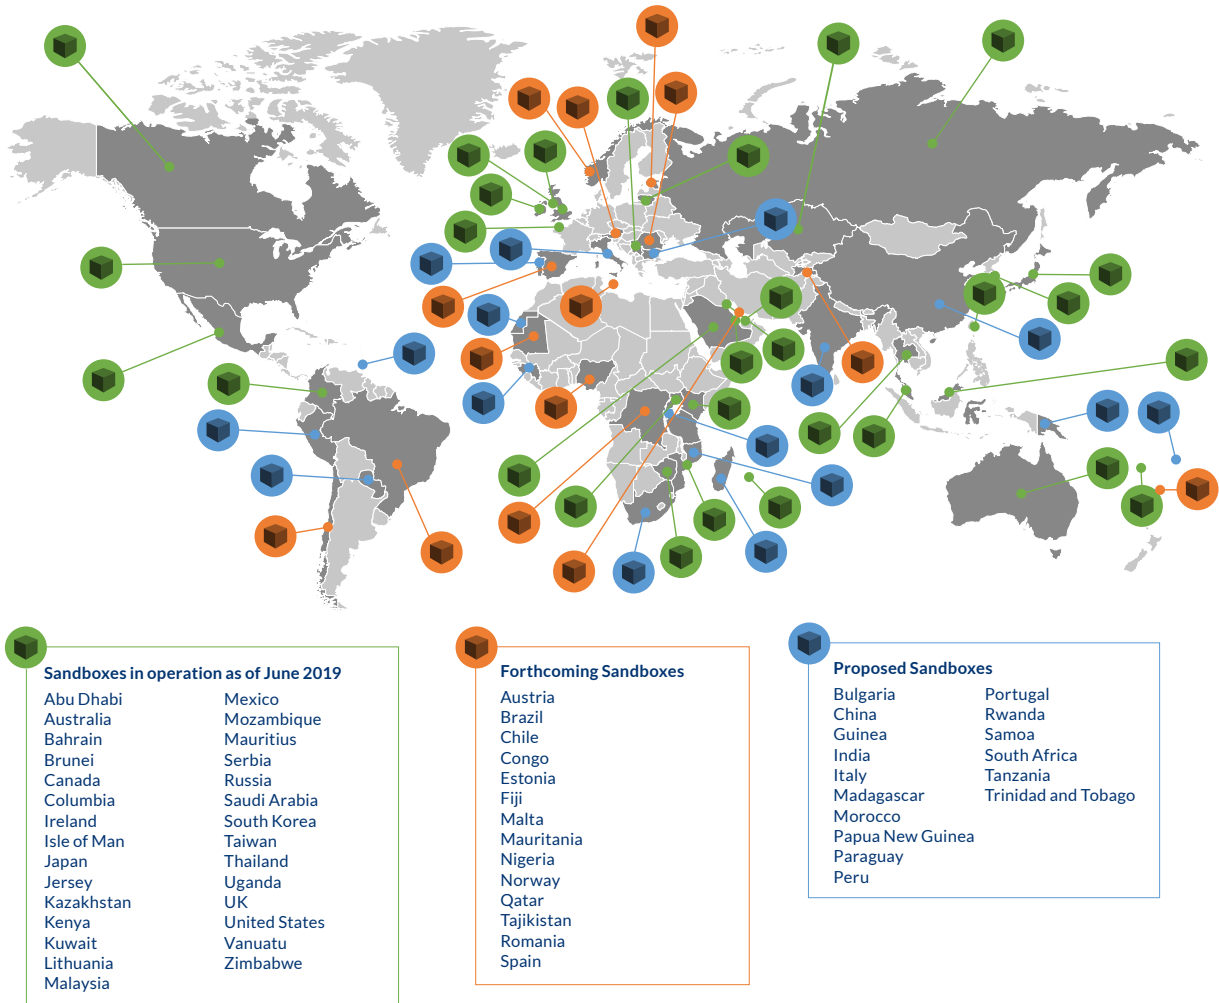 Sandboxes in operation as of June 2019
Abu Dhabi
Australia
Bahrain
Brunei
Canada
Columbia
Ireland
Isle of Man
Japan
Jersey
Kazakhstan
Kenya
Kuwait
Lithuania
Malaysia
Mexico
Mozambique
Mauritius
Serbia
Russia
Saudi Arabia
South Korea
Taiwan
Thailand
Uganda
UK
United States
Vanuatu
Zimbabwe
Forthcoming Sandboxes
Austria
Brazil
Chile
Congo
Estonia
Fiji
Malta
Mauritania
Nigeria
Norway
Qatar
Tajikistan
Romania
Spain
Proposed Sandboxes
Bulgaria
China
Guinea
India
Italy
Madagascar
Morocco
Papua New Guinea
Paraguay
Peru
Portugal
Rwanda
Samoa
South Africa
Tanzania
Trinidad and Tobago